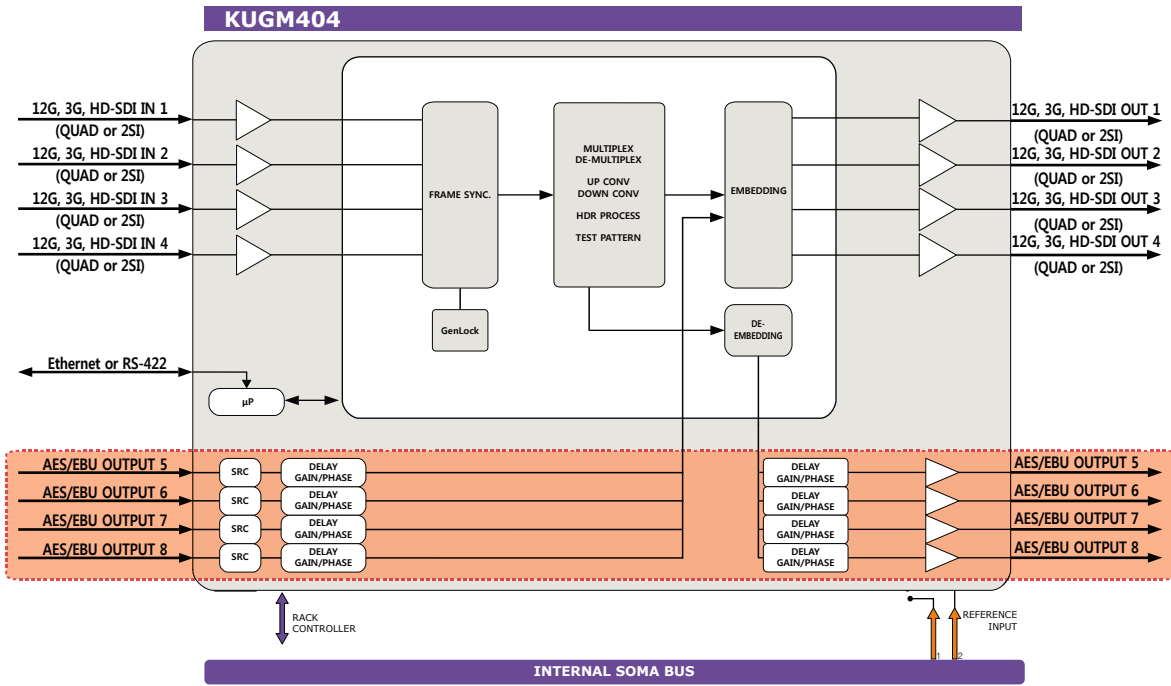 KUGM404
12G, 3G, HD-SDI IN 1
(QUAD or 2SI)
12G, 3G, HD-SDI IN 2
(QUAD or 2SI)
12G, 3G, HD-SDI IN 3
(QUAD or 2SI)
12G, 3G, HD-SDI IN 4
(QUAD or 2SI)
FRAME SYNC.
GenLock
MULTIPLEX
DE-MULTIPLEX
UP CONV
DOWN CONV
HDR PROCESS
TEST PATTERN
EMBEDDING
DE-
EMBEDDING
12G, 3G, HD-SDI OUT 1
(QUAD or 2SI)
12G, 3G, HD-SDI OUT 2
(QUAD or 2SI)
12G, 3G, HD-SDI OUT 3
(QUAD or 2SI)
12G, 3G, HD-SDI OUT 4
(QUAD or 2SI)
Ethernet or RS-422
μP
AES/EBU OUTPUT 5
SRC
DELAY
GAIN/PHASE
DELAY
GAIN/PHASE
AES/EBU OUTPUT 5
AES/EBU OUTPUT 6
SRC
DELAY
GAIN/PHASE
DELAY
GAIN/PHASE
AES/EBU OUTPUT 6
AES/EBU OUTPUT 7
SRC
DELAY
GAIN/PHASE
DELAY
GAIN/PHASE
AES/EBU OUTPUT 7
AES/EBU OUTPUT 8
SRC
DELAY
GAIN/PHASE
DELAY
GAIN/PHASE
AES/EBU OUTPUT 8
RACK
CONTROLLER
REFERENCE
INPUT
1
2
INTERNAL SOMA BUS